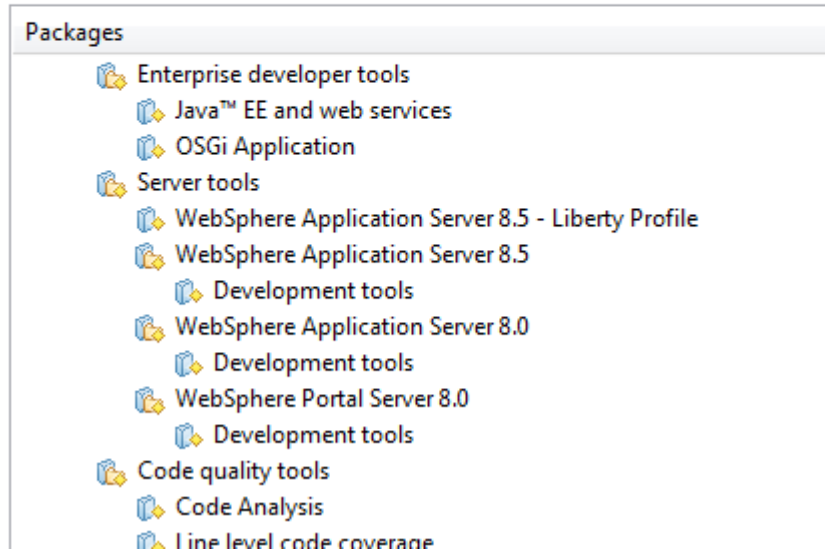 Packages
Enterprise developer tools
Java™ EE and web services
OSGi Application
Server tools
WebSphere Application Server 8.5 - Liberty Profile
WebSphere Application Server 8.5
Development tools
WebSphere Application Server 8.0
Development tools
WebSphere Portal Server 8.0
Development tools
Code quality tools
Code Analysis
Line level code coverage